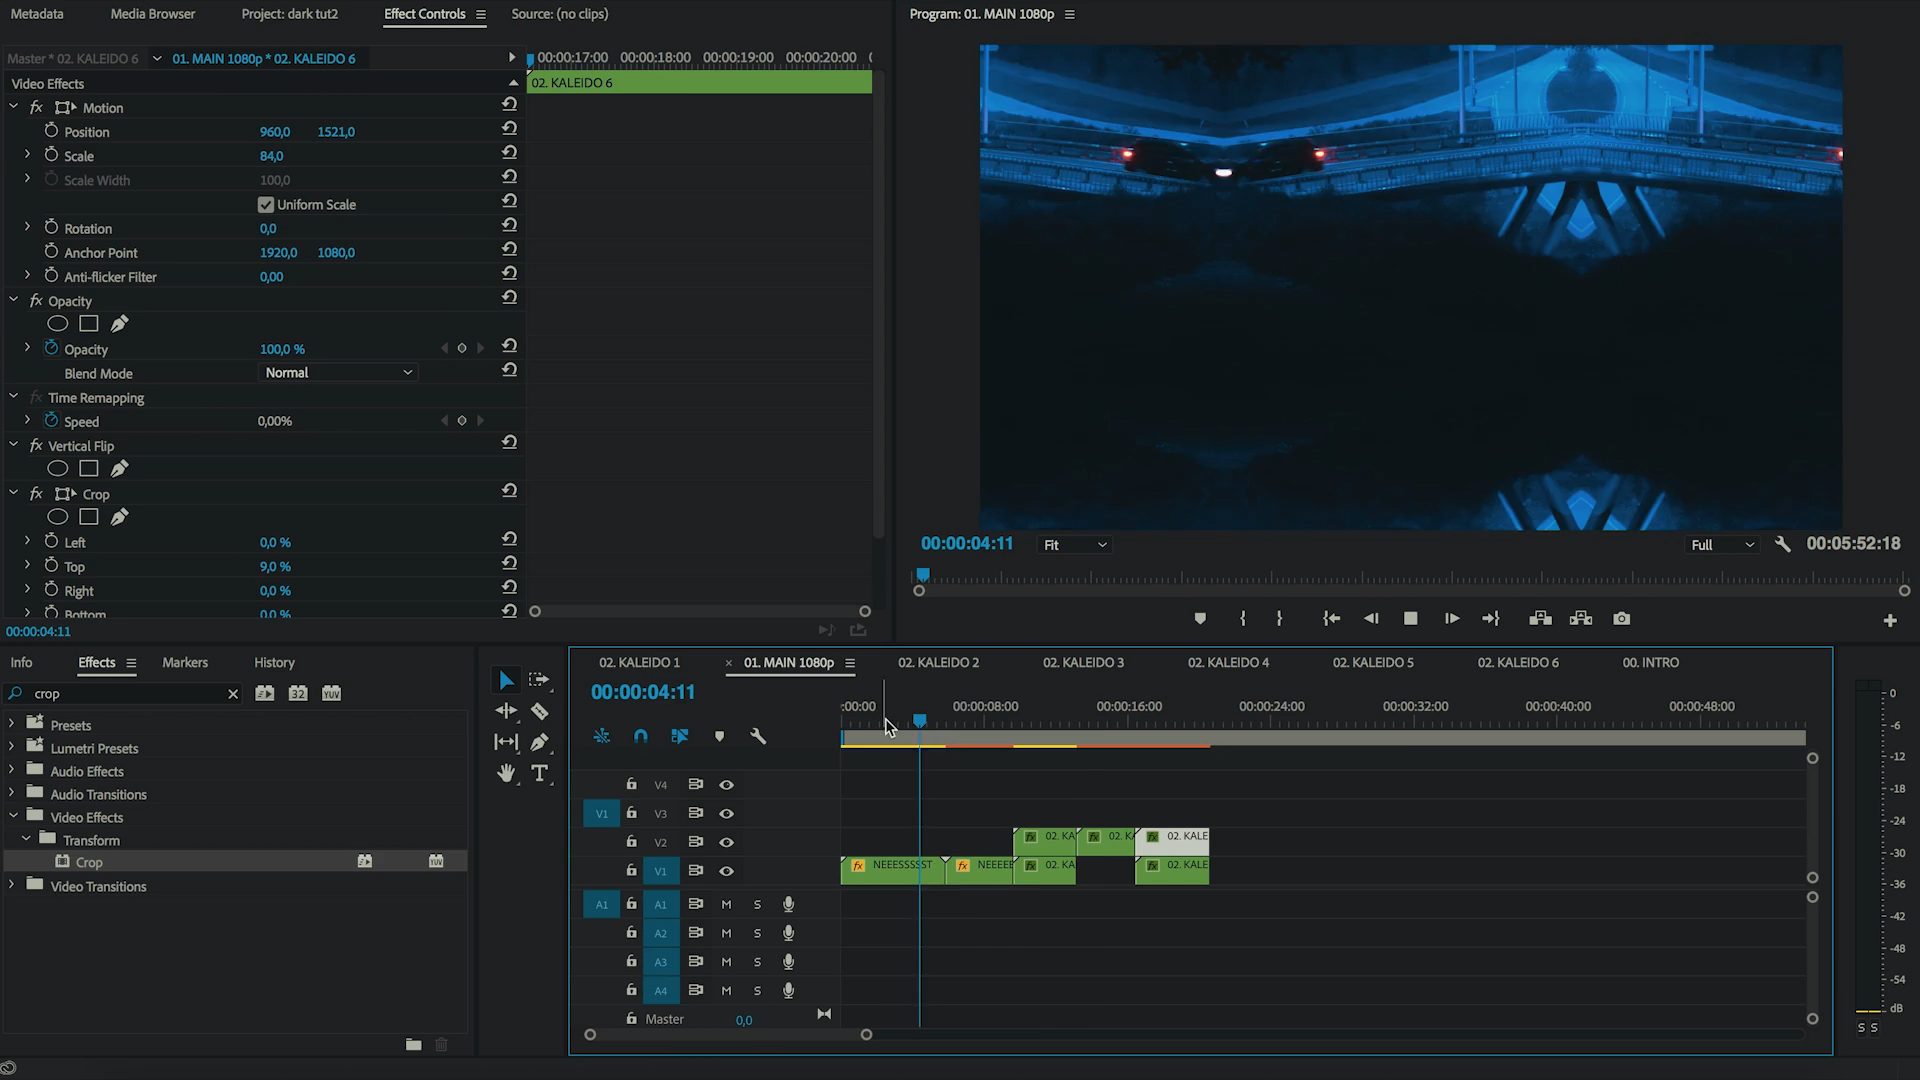 Metadata
Media Browser
Project: dark tut2
Effect Controls
Source: (no clips)
Program: 01. MAIN 1080p
Master * 02. KALEIDO 6
01. MAIN 1080p * 02. KALEIDO 6
00:00:17:00
00:00:18:00
00:00:19:00
00:00:20:00
Video Effects
02. KALEIDO 6
fx Motion
Position 960,0 1521,0
Scale 84,0
Scale Width 100,0
Uniform Scale
Rotation 0,0
Anchor Point 1920,0 1080,0
Anti-flicker Filter 0,00
fx Opacity
Opacity 100,0 %
Blend Mode Normal
fx Time Remapping
Speed 0,00%
fx Vertical Flip
fx Crop
Left 0,0 %
Top 9,0 %
Right 0,0 %
Bottom 0,0 %
00:00:04:11
00:00:04:11
Fit
Full
00:05:52:18
Info
Effects
Markers
History
crop
32
YUV
Presets
Lumetri Presets
Audio Effects
Audio Transitions
Video Effects
Transform
Crop
YUV
Video Transitions
02. KALEIDO 1
× 01. MAIN 1080p
02. KALEIDO 2
02. KALEIDO 3
02. KALEIDO 4
02. KALEIDO 5
02. KALEIDO 6
00. INTRO
00:00:04:11
:00:00
00:00:08:00
00:00:16:00
00:00:24:00
00:00:32:00
00:00:40:00
00:00:48:00
T
V4
V1 V3
V2
fx 02. KA
fx 02. KA
fx 02. KALE
V1
fx NEEESSSSST
fx NEEEE
fx 02. KA
fx 02. KALE
A1 A1 M S
A2 M S
A3 M S
A4 M S
Master 0,0
0
-6
-12
-18
-24
-30
-36
-42
-48
-54
dB
S S